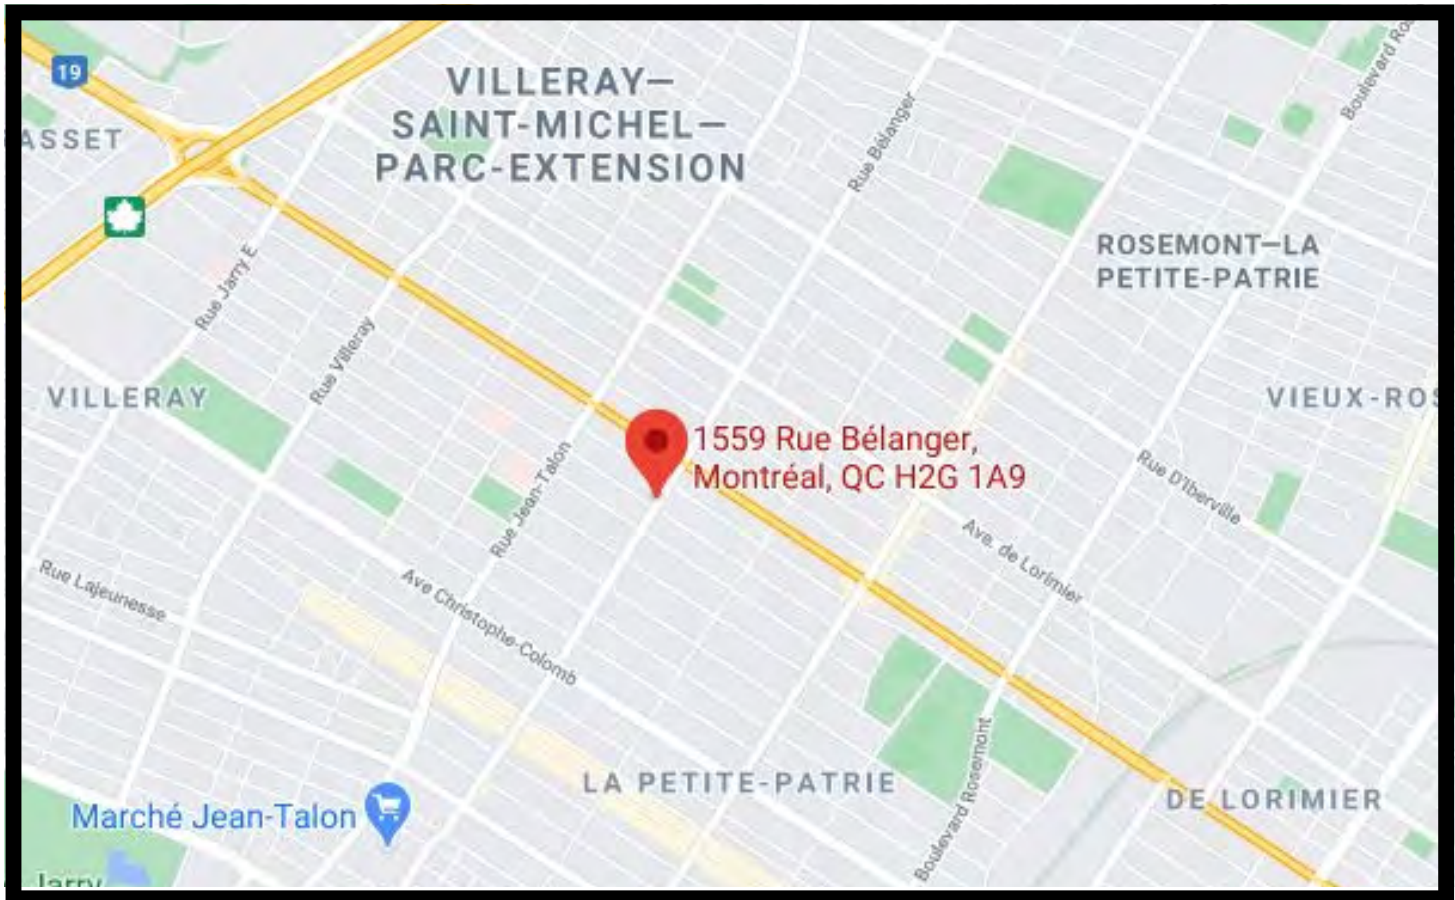 19
VILLERAY—
SAINT-MICHEL—
PARC-EXTENSION
Rue Bélanger
ASSET
ROSEMONT—LA
PETITE-PATRIE
Rue Jarry E
Rue Villeray
VILLERAY
VIEUX-ROS
1559 Rue Bélanger,
Montréal, QC H2G 1A9
Rue Jean-Talon
Rue D'Iberville
Ave. de Lorimier
Rue Lajeunesse
Ave Christophe-Colomb
Boulevard Rosemont
LA PETITE-PATRIE
DE LORIMIER
Marché Jean-Talon
Jarry